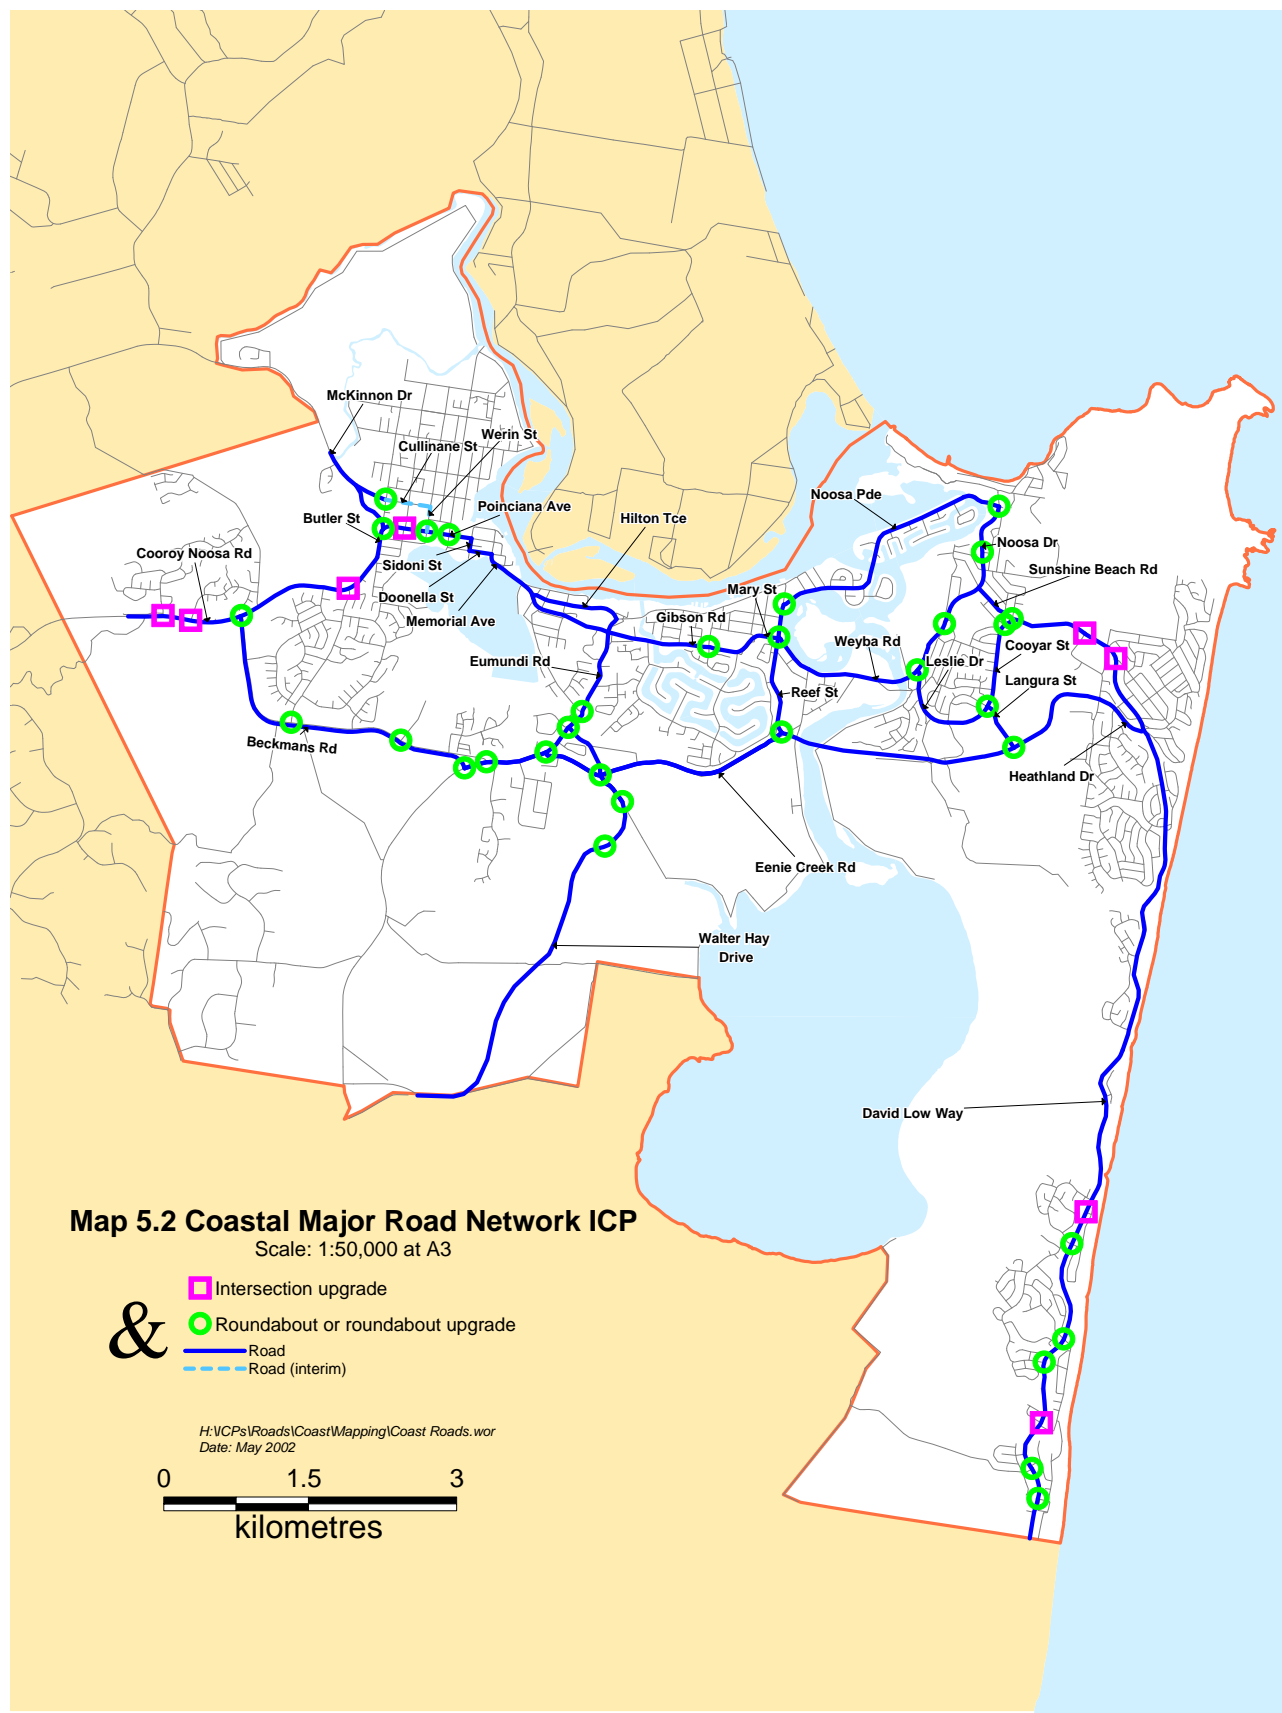 McKinnon Dr
Werin St
Cullinane St
Poinciana Ave
Noosa Pde
Butler St
Hilton Tce
Noosa Dr
Cooroy Noosa Rd
Sidoni St
Sunshine Beach Rd
Doonella St
Mary St
Memorial Ave
Gibson Rd
Weyba Rd
Cooyar St
Eumundi Rd
Leslie Dr
Langura St
Reef St
Beckmans Rd
Heathland Dr
Eenie Creek Rd
Walter Hay
Drive
David Low Way
Map 5.2 Coastal Major Road Network ICP
Scale: 1:50,000 at A3
Intersection upgrade
&
Roundabout or roundabout upgrade
Road
Road (interim)
H:\ICPs\Roads\Coast\Mapping\Coast Roads.wor
Date: May 2002
0 1.5 3
kilometres